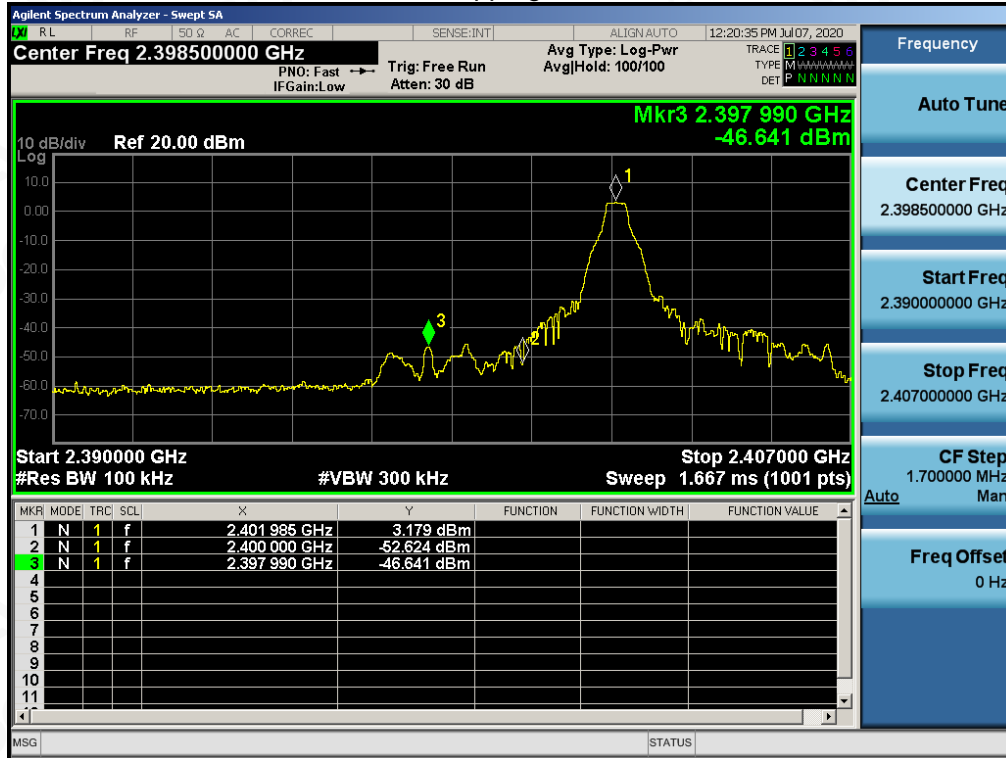 Agilent Spectrum Analyzer - Swept SA
LXI RL RF 50 Ω AC CORREC SENSE:INT ALIGN AUTO 12:20:35 PM Jul 07, 2020
Center Freq 2.398500000 GHz
PNO: Fast
IFGain:Low
Trig: Free Run
Atten: 30 dB
Avg Type: Log-Pwr
Avg|Hold: 100/100
TRACE 1 2 3 4 5 6
TYPE M
DET P N N N N N
Mkr3 2.397 990 GHz
-46.641 dBm
10 dB/div Ref 20.00 dBm
Log
10.0
0.00
-10.0
-20.0
-30.0
-40.0
-50.0
-60.0
-70.0
1
2
3
Start 2.390000 GHz Stop 2.407000 GHz
#Res BW 100 kHz #VBW 300 kHz Sweep 1.667 ms (1001 pts)
MKR MODE TRC SCL X Y FUNCTION FUNCTION WIDTH FUNCTION VALUE
1 N 1 f 2.401 985 GHz 3.179 dBm
2 N 1 f 2.400 000 GHz -52.624 dBm
3 N 1 f 2.397 990 GHz -46.641 dBm
4
5
6
7
8
9
10
11
MSG STATUS
Frequency
Auto Tune
Center Freq
2.398500000 GHz
Start Freq
2.390000000 GHz
Stop Freq
2.407000000 GHz
CF Step
1.700000 MHz
Auto Man
Freq Offset
0 Hz